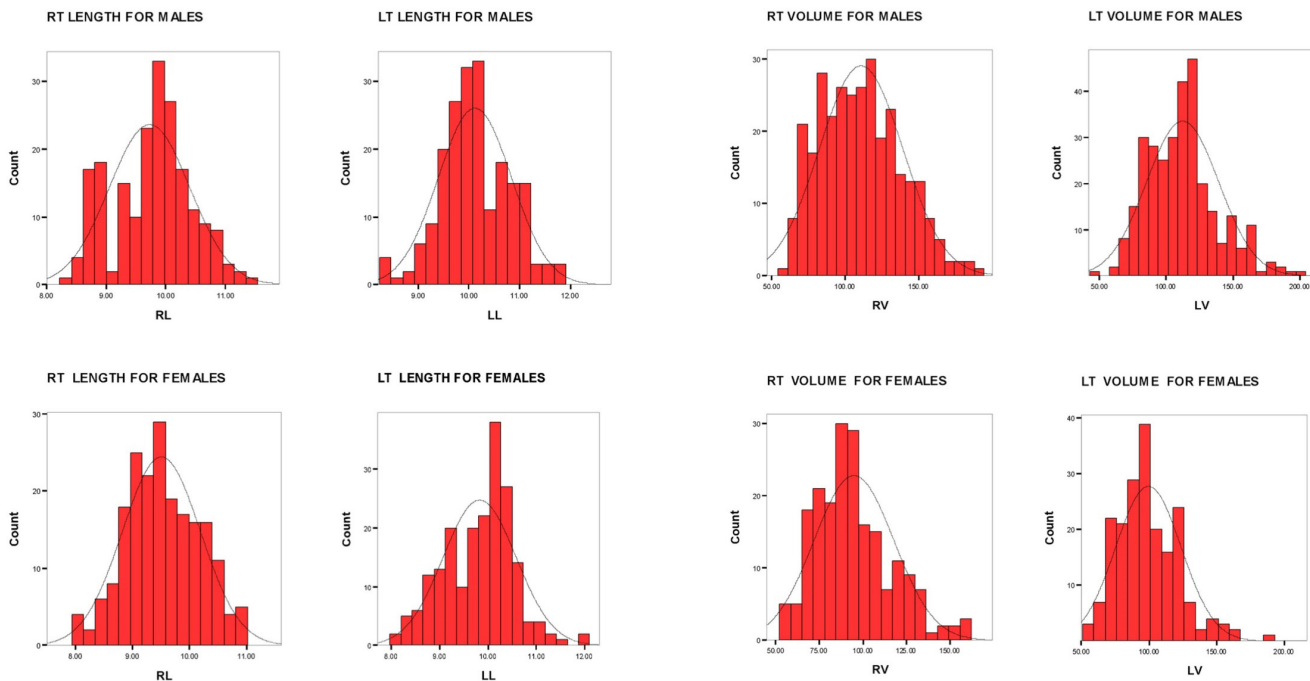 RT LENGTH FOR MALES
30
20
10
0
Count
8.00 9.00 10.00 11.00
RL
LT LENGTH FOR MALES
30
20
10
0
Count
9.00 10.00 11.00 12.00
LL
RT VOLUME FOR MALES
30
20
10
0
Count
50.00 100.00 150.00
RV
LT VOLUME FOR MALES
40
30
20
10
Count
50.00 100.00 150.00 200.00
LV
RT LENGTH FOR FEMALES
30
20
10
0
Count
8.00 9.00 10.00 11.00
RL
LT LENGTH FOR FEMALES
30
20
10
0
Count
8.00 9.00 10.00 11.00 12.00
LL
RT VOLUME FOR FEMALES
30
20
10
0
Count
50.00 75.00 100.00 125.00 150.00
RV
LT VOLUME FOR FEMALES
40
30
20
10
Count
50.00 100.00 150.00 200.00
LV